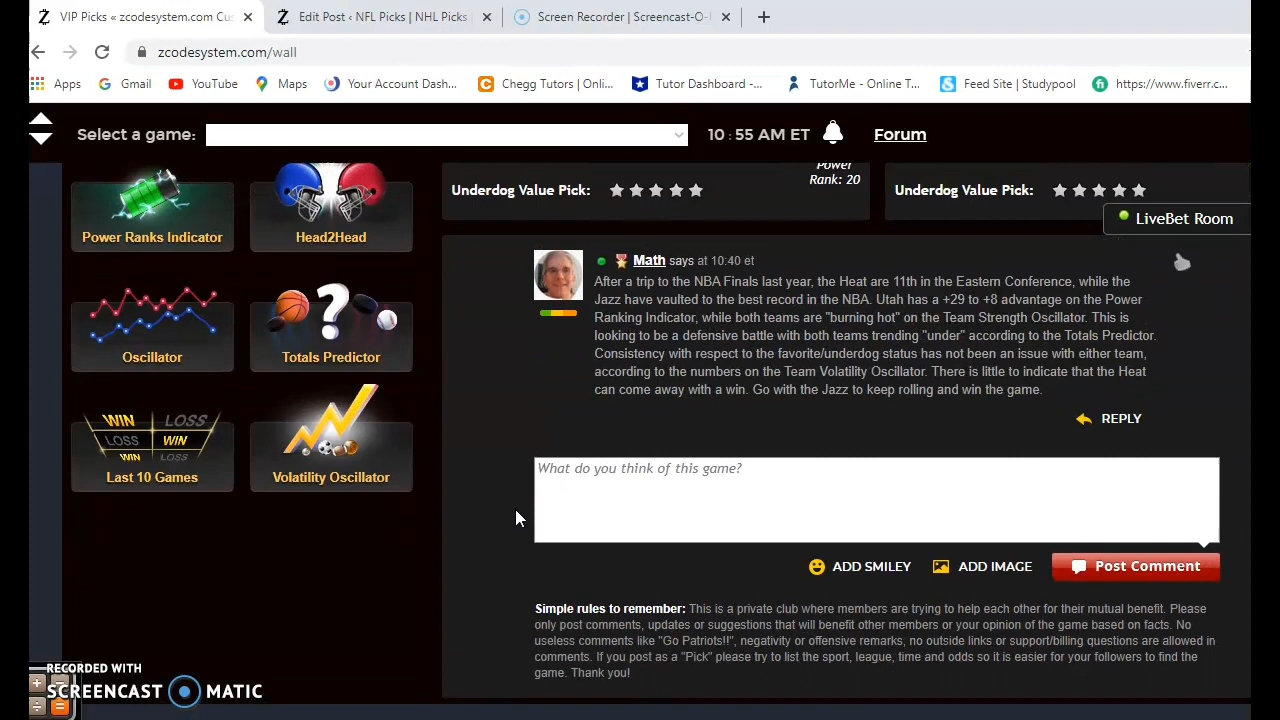 VIP Picks « zcodesystem.com Cus
Edit Post ‹ NFL Picks | NHL Picks
Screen Recorder | Screencast-O-
zcodesystem.com/wall
Apps
Gmail
YouTube
Maps
Your Account Dash...
Chegg Tutors | Onli...
Tutor Dashboard -...
TutorMe - Online T...
Feed Site | Studypool
https://www.fiverr.c...
Select a game:
10 : 55 AM ET
Forum
Power
Rank: 20
Underdog Value Pick:
Underdog Value Pick:
LiveBet Room
Power Ranks Indicator
Head2Head
Oscillator
Totals Predictor
WIN LOSS
LOSS WIN
WIN LOSS
Last 10 Games
Volatility Oscillator
Math says at 10:40 et
After a trip to the NBA Finals last year, the Heat are 11th in the Eastern Conference, while the
Jazz have vaulted to the best record in the NBA. Utah has a +29 to +8 advantage on the Power
Ranking Indicator, while both teams are "burning hot" on the Team Strength Oscillator. This is
looking to be a defensive battle with both teams trending "under" according to the Totals Predictor.
Consistency with respect to the favorite/underdog status has not been an issue with either team,
according to the numbers on the Team Volatility Oscillator. There is little to indicate that the Heat
can come away with a win. Go with the Jazz to keep rolling and win the game.
REPLY
What do you think of this game?
ADD SMILEY
ADD IMAGE
Post Comment
Simple rules to remember: This is a private club where members are trying to help each other for their mutual benefit. Please
only post comments, updates or suggestions that will benefit other members or your opinion of the game based on facts. No
useless comments like "Go Patriots!!", negativity or offensive remarks, no outside links or support/billing questions are allowed in
comments. If you post as a "Pick" please try to list the sport, league, time and odds so it is easier for your followers to find the
game. Thank you!
RECORDED WITH
SCREENCAST MATIC